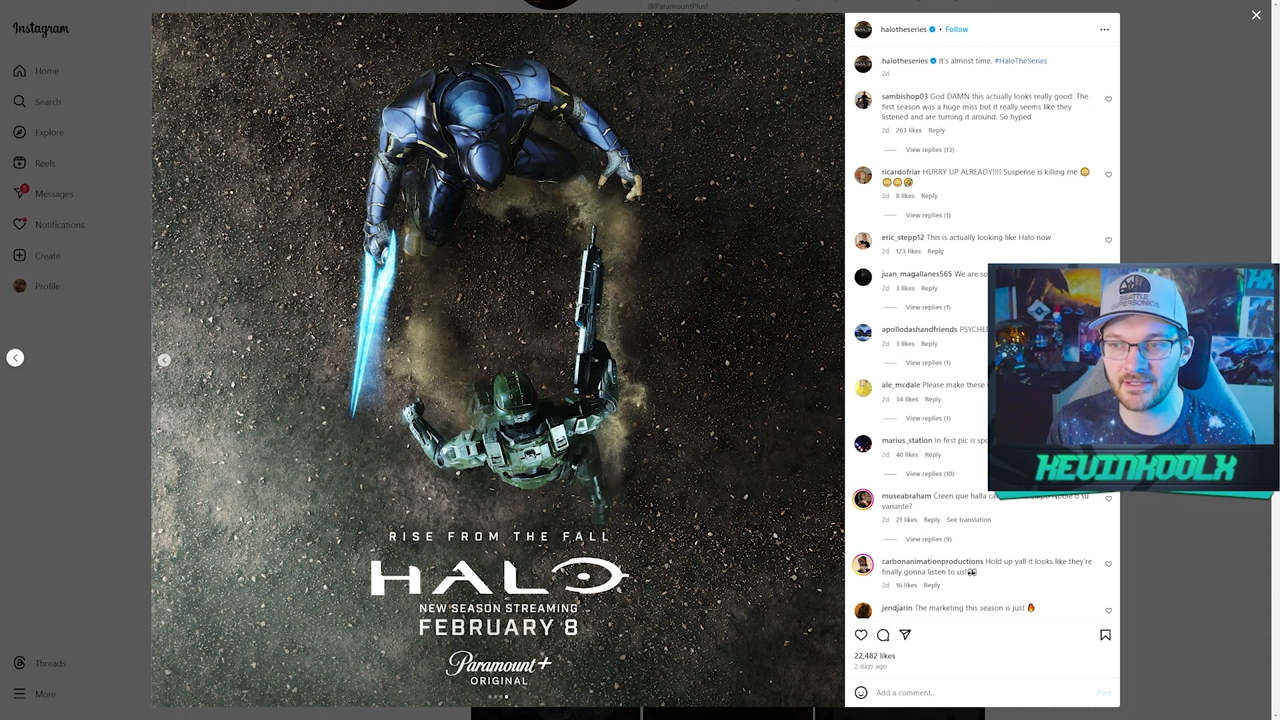 @ParamountPlus!
Instagram
Home
Search
Explore
Reels
Messages
Notifications
Create
Profile
Threads
More
RISE FROM THE FALL
HALO
NEW SEASON STREAMING
FEBRUARY 8
Paramount+
ORIGINAL
halotheseries • Follow
halotheseries It's almost time. #HaloTheSeries
2d
sambishop03 God DAMN this actually looks really good. The
first season was a huge miss but it really seems like they
listened and are turning it around. So hyped
2d 263 likes Reply
View replies (13)
ricardofriar HURRY UP ALREADY!!!! Suspense is killing me 😳
😳😳🤣
2d 8 likes Reply
View replies (1)
eric_stepp12 This is actually looking like Halo now
2d 123 likes Reply
juan_magallanes565 We are so
2d 3 likes Reply
View replies (1)
apollodashandfriends PSYCHE
2d 3 likes Reply
View replies (1)
ale_mcdale Please make these
2d 34 likes Reply
View replies (1)
marius_station In first pic is
2d 40 likes Reply
View replies (10)
SEATTLE
SUPERSONICS
KEVINKOOLX
museabraham Creen que halla su
variante?
2d 21 likes Reply See translation
View replies (9)
carbonanimationproductions Hold up yall it looks like they're
finally gonna listen to us!👀
2d 16 likes Reply
jendjarin The marketing this season is just 🔥
22,482 likes
2 days ago
Add a comment...
Post